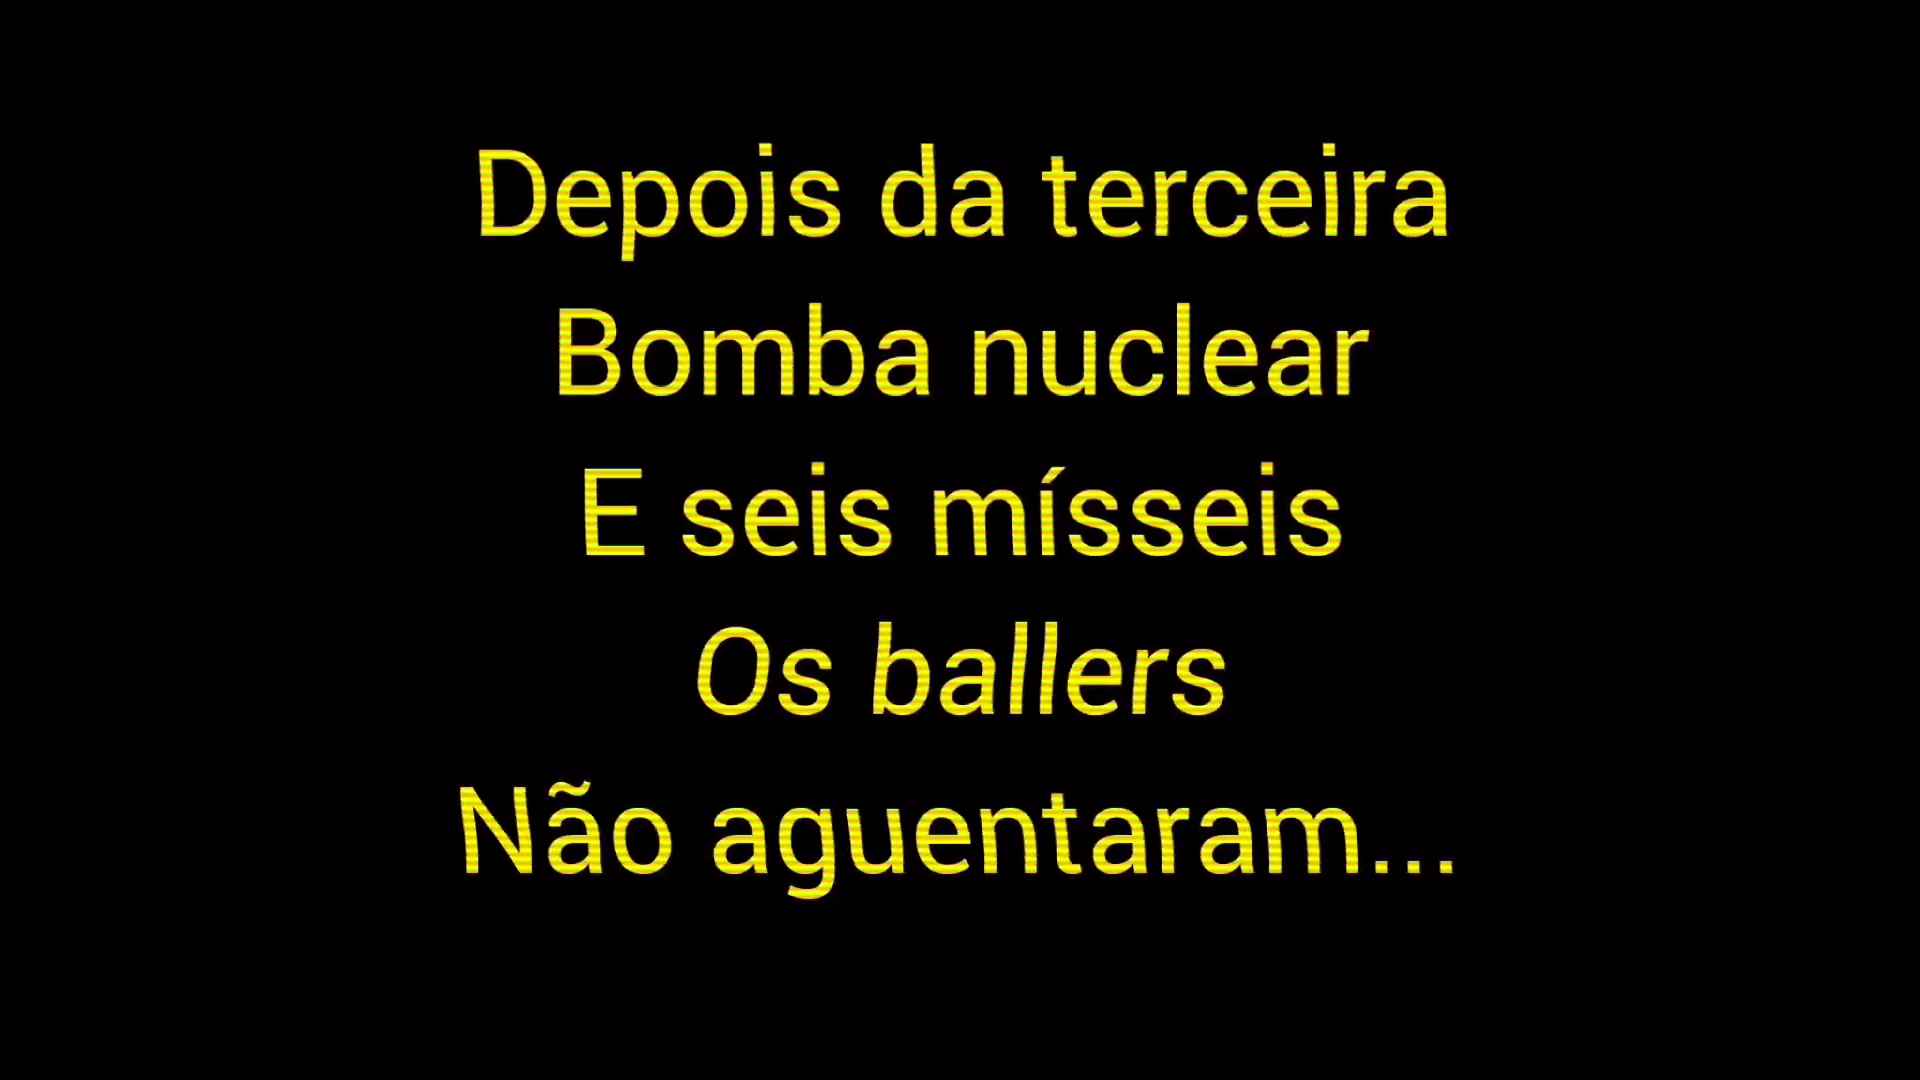 Depois da terceira
Bomba nuclear
E seis mísseis
Os ballers
Não aguentaram...